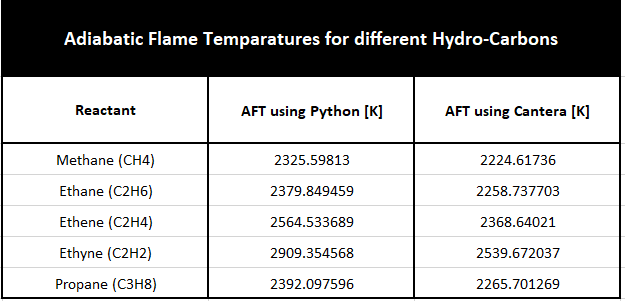 Adiabatic Flame Temparatures for different Hydro-Carbons
Reactant AFT using Python [K] AFT using Cantera [K]
Methane (CH4) 2325.59813 2224.61736
Ethane (C2H6) 2379.849459 2258.737703
Ethene (C2H4) 2564.533689 2368.64021
Ethyne (C2H2) 2909.354568 2539.672037
Propane (C3H8) 2392.097596 2265.701269